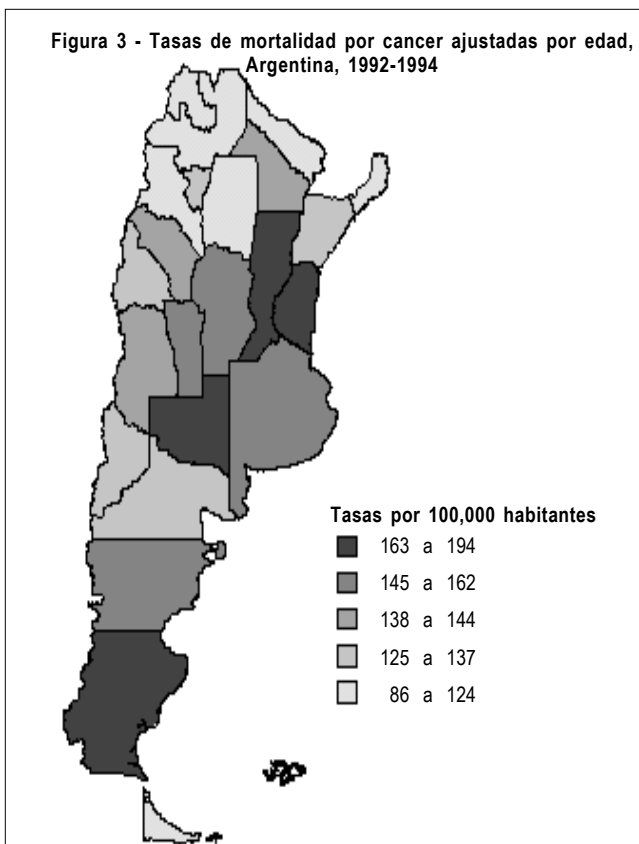 Figura 3 - Tasas de mortalidad por cancer ajustadas por edad,
Argentina, 1992-1994
Tasas por 100,000 habitantes
163 a 194
145 a 162
138 a 144
125 a 137
86 a 124